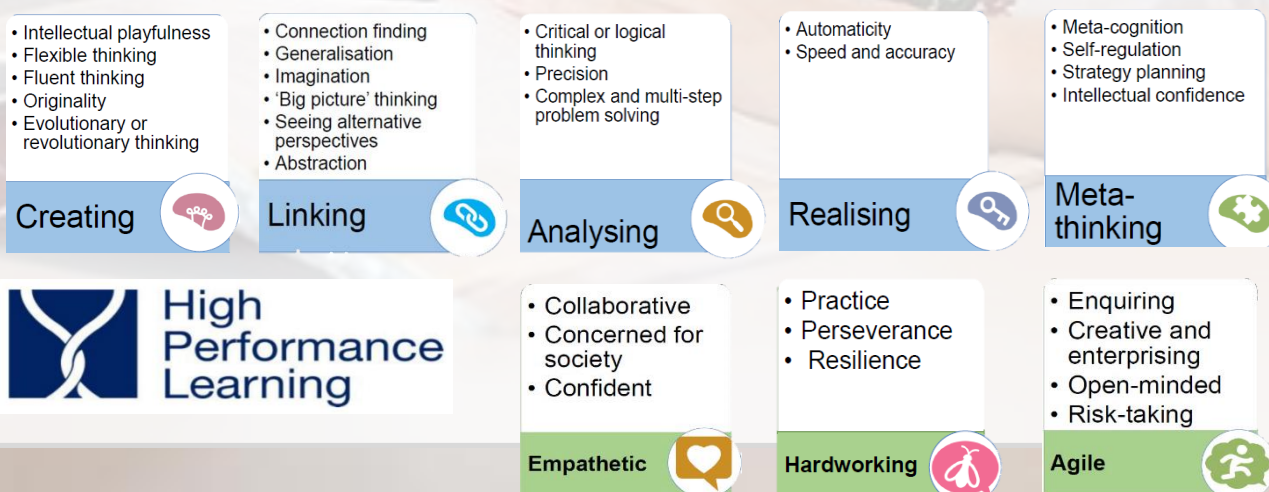 • Intellectual playfulness
• Flexible thinking
• Fluent thinking
• Originality
• Evolutionary or
revolutionary thinking
Creating
• Connection finding
• Generalisation
• Imagination
• ‘Big picture’ thinking
• Seeing alternative
perspectives
• Abstraction
Linking
• Critical or logical
thinking
• Precision
• Complex and multi-step
problem solving
Analysing
• Automaticity
• Speed and accuracy
Realising
• Meta-cognition
• Self-regulation
• Strategy planning
• Intellectual confidence
Meta-
thinking
High
Performance
Learning
• Collaborative
• Concerned for
society
• Confident
Empathetic
• Practice
• Perseverance
• Resilience
Hardworking
• Enquiring
• Creative and
enterprising
• Open-minded
• Risk-taking
Agile